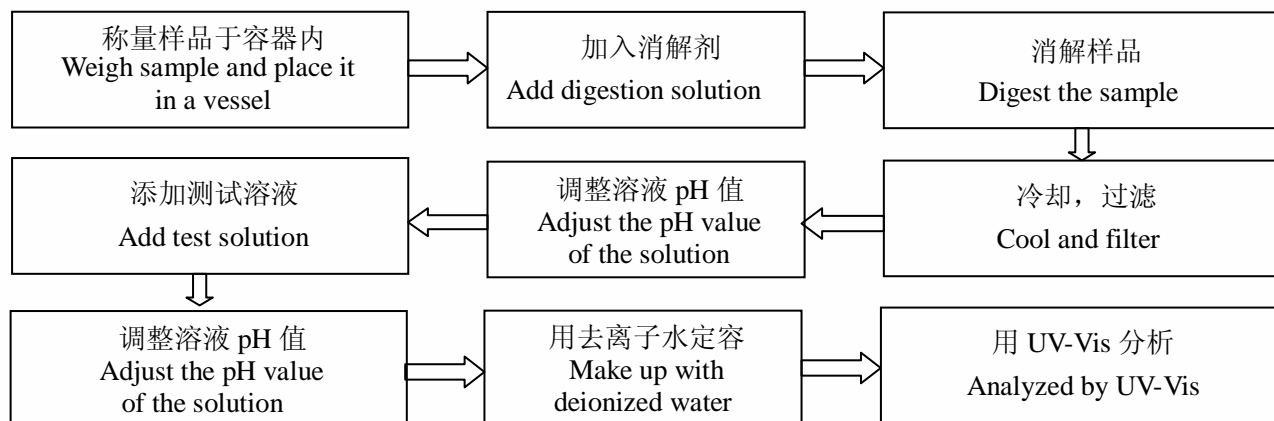 称量样品于容器内
Weigh sample and place it
in a vessel
加入消解剂
Add digestion solution
消解样品
Digest the sample
冷却，过滤
Cool and filter
调整溶液 pH 值
Adjust the pH value
of the solution
添加测试溶液
Add test solution
调整溶液 pH 值
Adjust the pH value
of the solution
用去离子水定容
Make up with
deionized water
用 UV-Vis 分析
Analyzed by UV-Vis